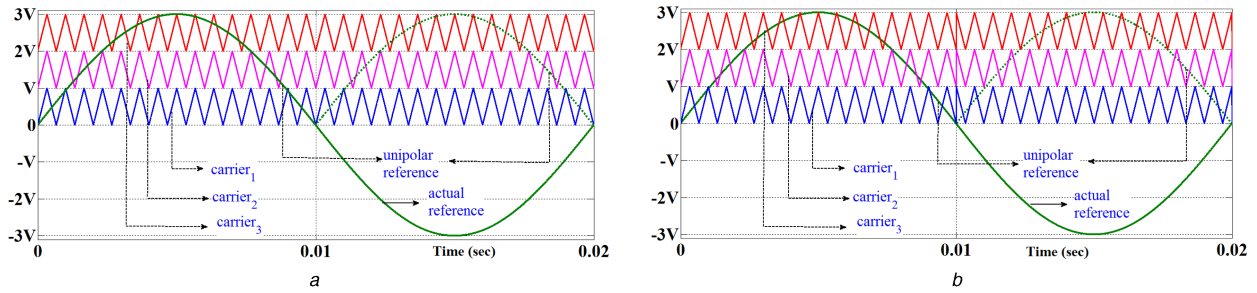 3V
2V
V
0
-V
-2V
-3V
carrier1
carrier2
carrier3
unipolar
reference
actual
reference
0
0.01
Time (sec)
0.02
a
3V
2V
V
0
-V
-2V
-3V
carrier1
carrier2
carrier3
unipolar
reference
actual
reference
0
0.01
Time (sec)
0.02
b